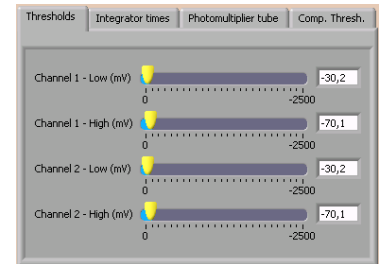 Thresholds Integrator times Photomultiplier tube Comp. Thresh.
Channel 1 - Low (mV) -30,2
0 -2500
Channel 1 - High (mV) -70,1
0 -2500
Channel 2 - Low (mV) -30,2
0 -2500
Channel 2 - High (mV) -70,1
0 -2500